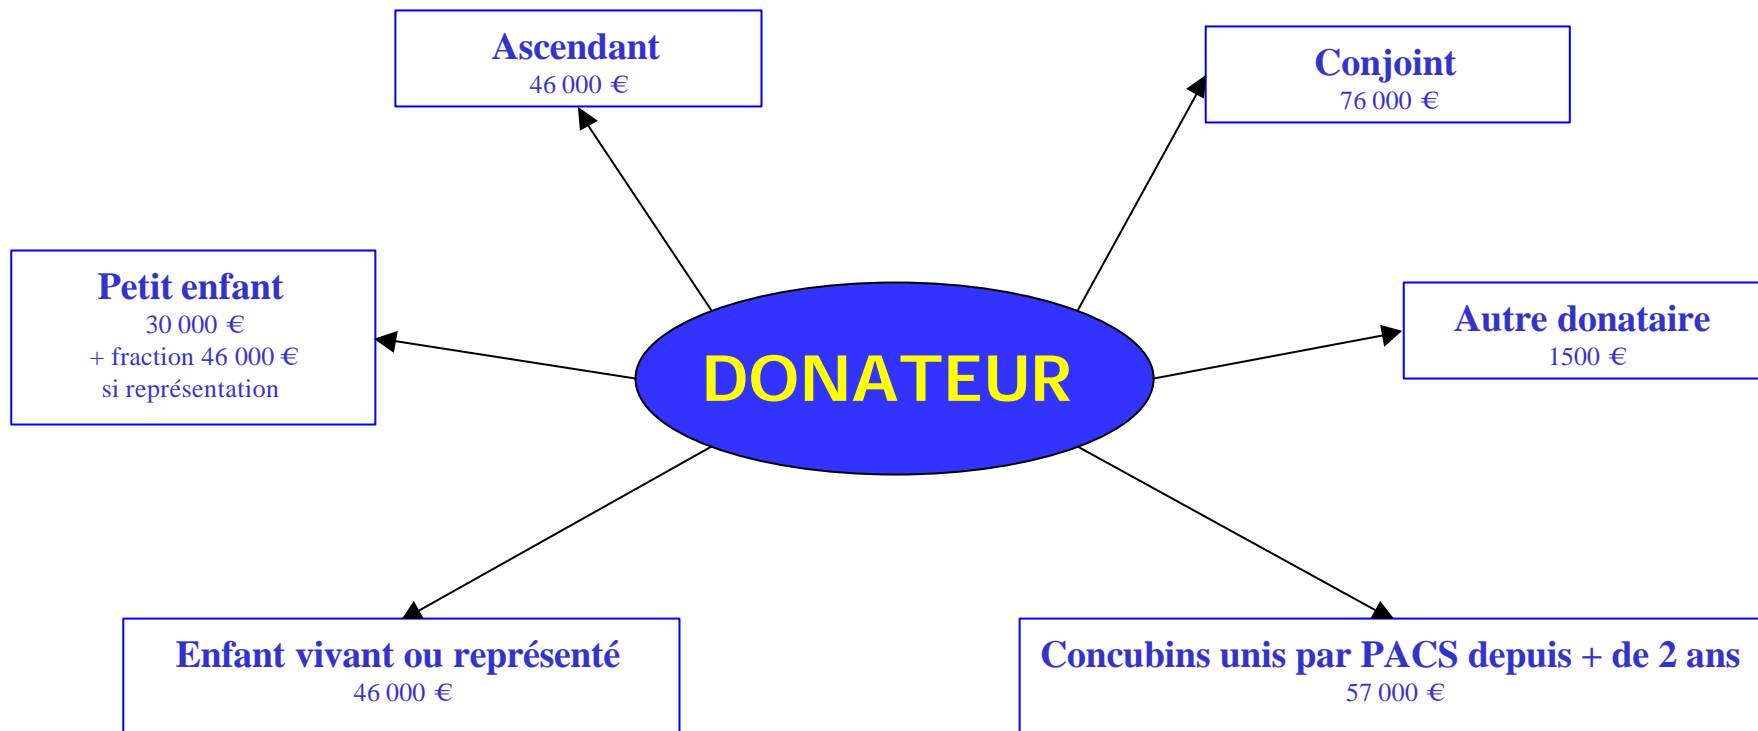 Ascendant
46 000 €
Conjoint
76 000 €
Petit enfant
30 000 €
+ fraction 46 000 €
si représentation
DONATEUR
Autre donataire
1500 €
Enfant vivant ou représenté
46 000 €
Concubins unis par PACS depuis + de 2 ans
57 000 €